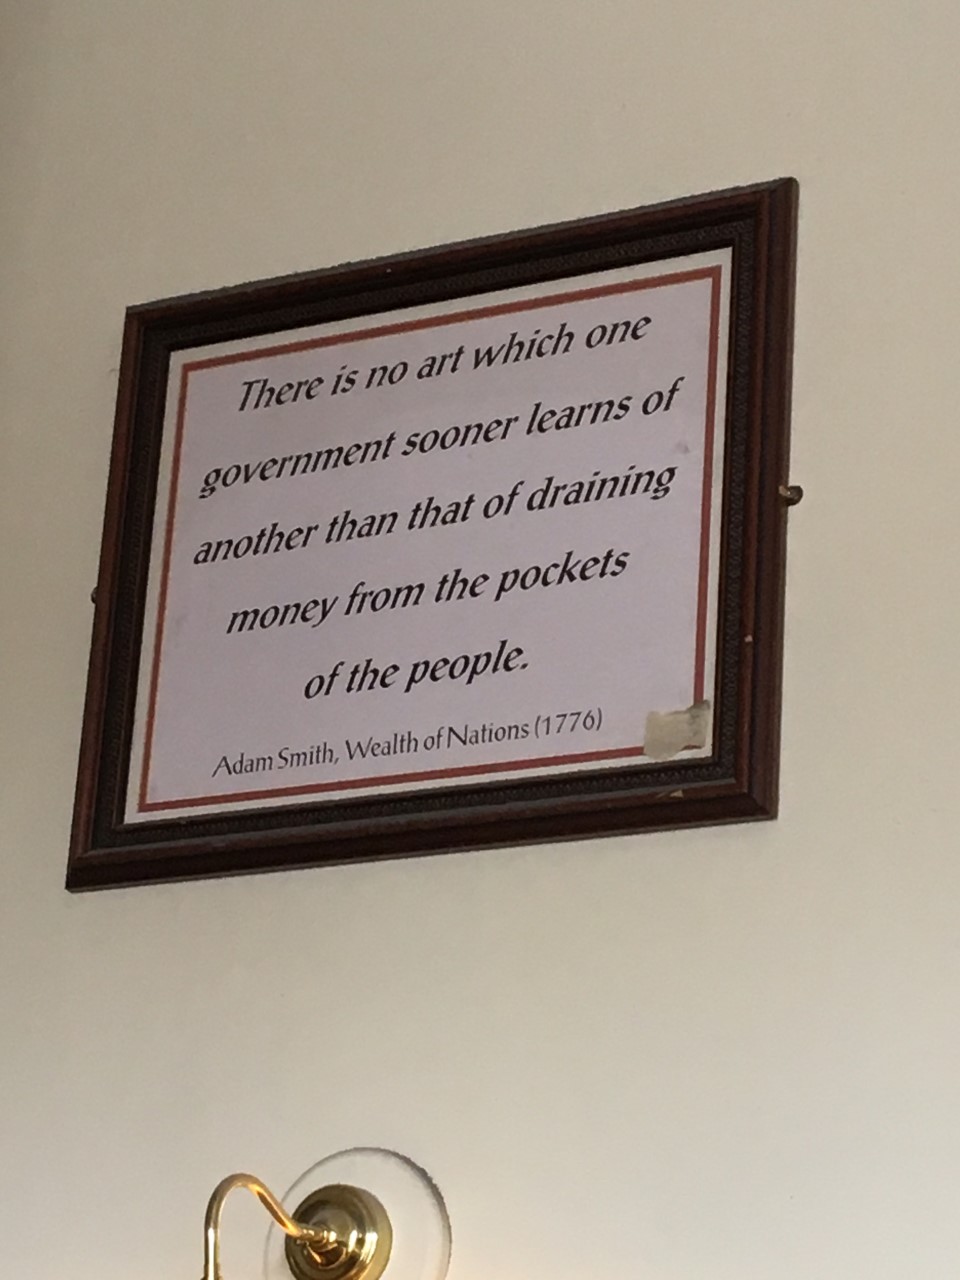 There is no art which one
government sooner learns of
another than that of draining
money from the pockets
of the people.
Adam Smith, Wealth of Nations (1776)